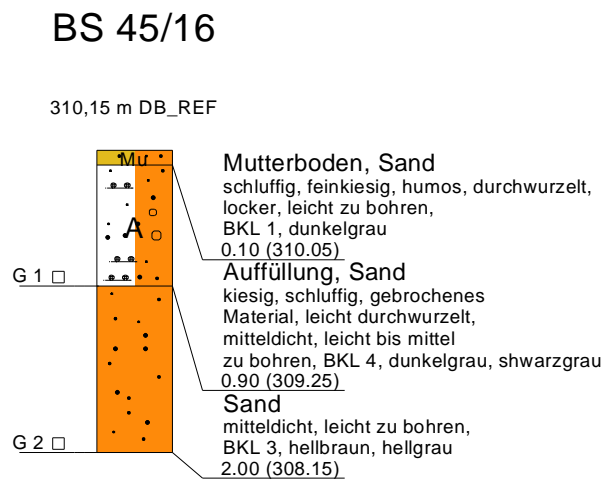 BS 45/16
310,15 m DB_REF
Mu
Mutterboden, Sand
schluffig, feinkiesig, humos, durchwurzelt,
locker, leicht zu bohren,
BKL 1, dunkelgrau
0.10 (310.05)
A
G 1
Auffüllung, Sand
kiesig, schluffig, gebrochenes
Material, leicht durchwurzelt,
mitteldicht, leicht bis mittel
zu bohren, BKL 4, dunkelgrau, shwarzgrau
0.90 (309.25)
Sand
mitteldicht, leicht zu bohren,
BKL 3, hellbraun, hellgrau
G 2
2.00 (308.15)